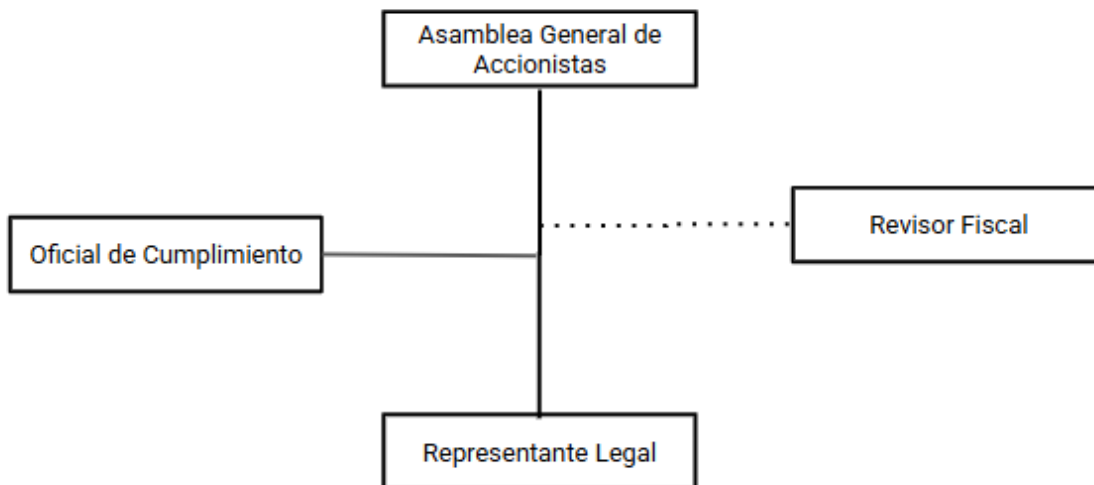 Asamblea General de
Accionistas
Revisor Fiscal
Oficial de Cumplimiento
Representante Legal